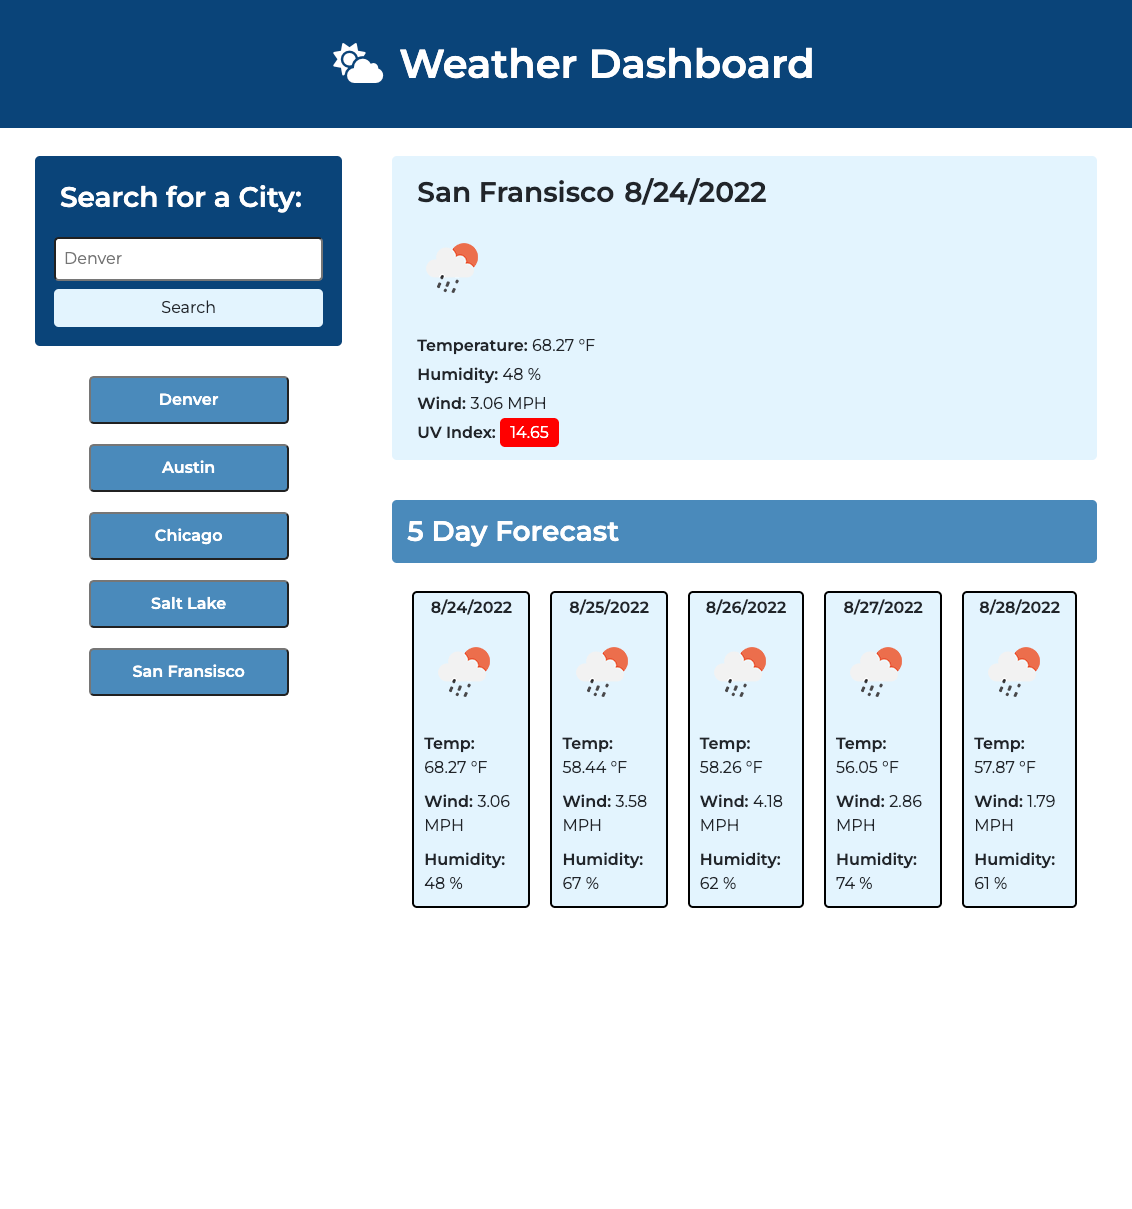 Weather Dashboard
Search for a City:
Denver
Search
Denver
Austin
Chicago
Salt Lake
San Fransisco
San Fransisco 8/24/2022
Temperature: 68.27 °F
Humidity: 48 %
Wind: 3.06 MPH
UV Index: 14.65
5 Day Forecast
8/24/2022
Temp:
68.27 °F
Wind: 3.06
MPH
Humidity:
48 %
8/25/2022
Temp:
58.44 °F
Wind: 3.58
MPH
Humidity:
67 %
8/26/2022
Temp:
58.26 °F
Wind: 4.18
MPH
Humidity:
62 %
8/27/2022
Temp:
56.05 °F
Wind: 2.86
MPH
Humidity:
74 %
8/28/2022
Temp:
57.87 °F
Wind: 1.79
MPH
Humidity:
61 %